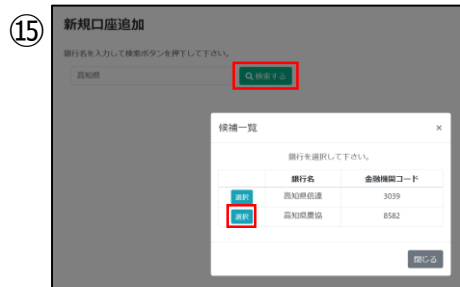 ⑮
新規口座追加
銀行名を入力して検索ボタンを押下して下さい。
高知県
検索する
候補一覧 ×
銀行を選択して下さい。
銀行名 金融機関コード
選択 高知県信連 3039
選択 高知県農協 8582
閉じる